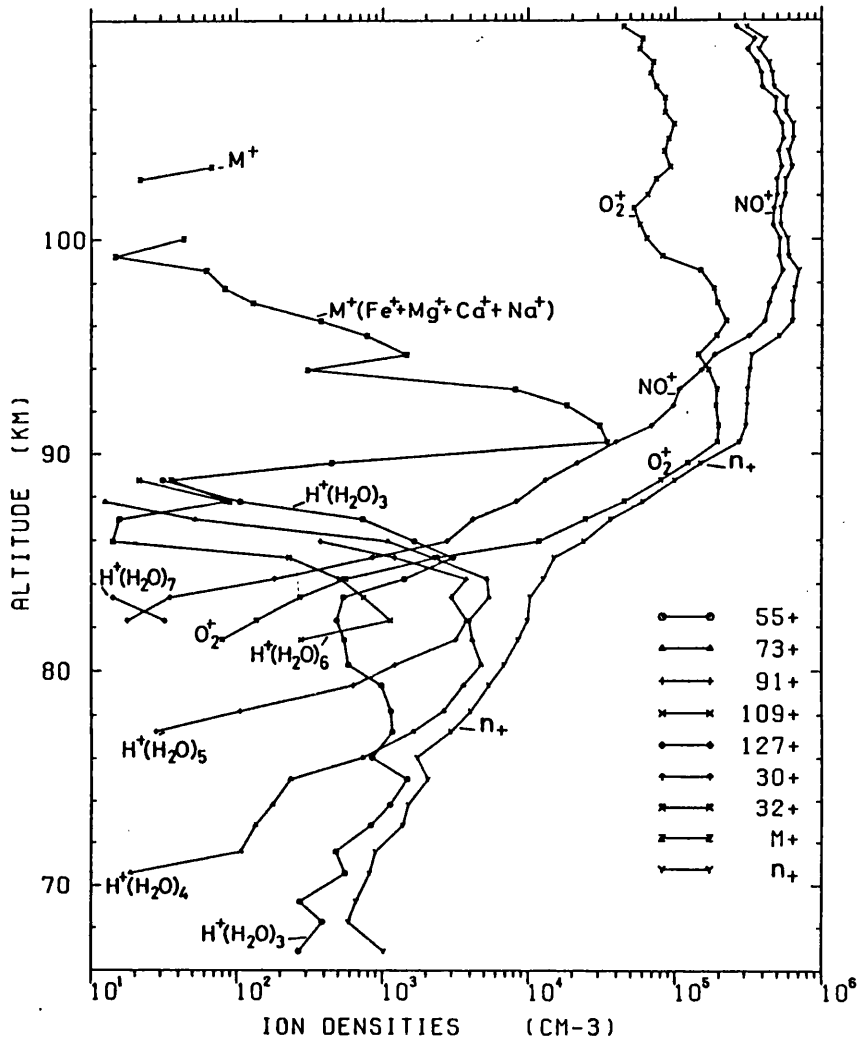 M⁺
O₂⁺
NO⁺
100
M⁺(Fe⁺+Mg⁺+Ca⁺+Na⁺)
NO⁺
ALTITUDE (KM)
90
O₂⁺
n₊
H⁺(H₂O)₃
H⁺(H₂O)₇
O₂⁺
H⁺(H₂O)₆
55+
73+
91+
109+
127+
30+
32+
M+
n₊
80
H⁺(H₂O)₅
n₊
70
H⁺(H₂O)₄
H⁺(H₂O)₃
10¹ 10² 10³ 10⁴ 10⁵ 10⁶
ION DENSITIES (CM-3)